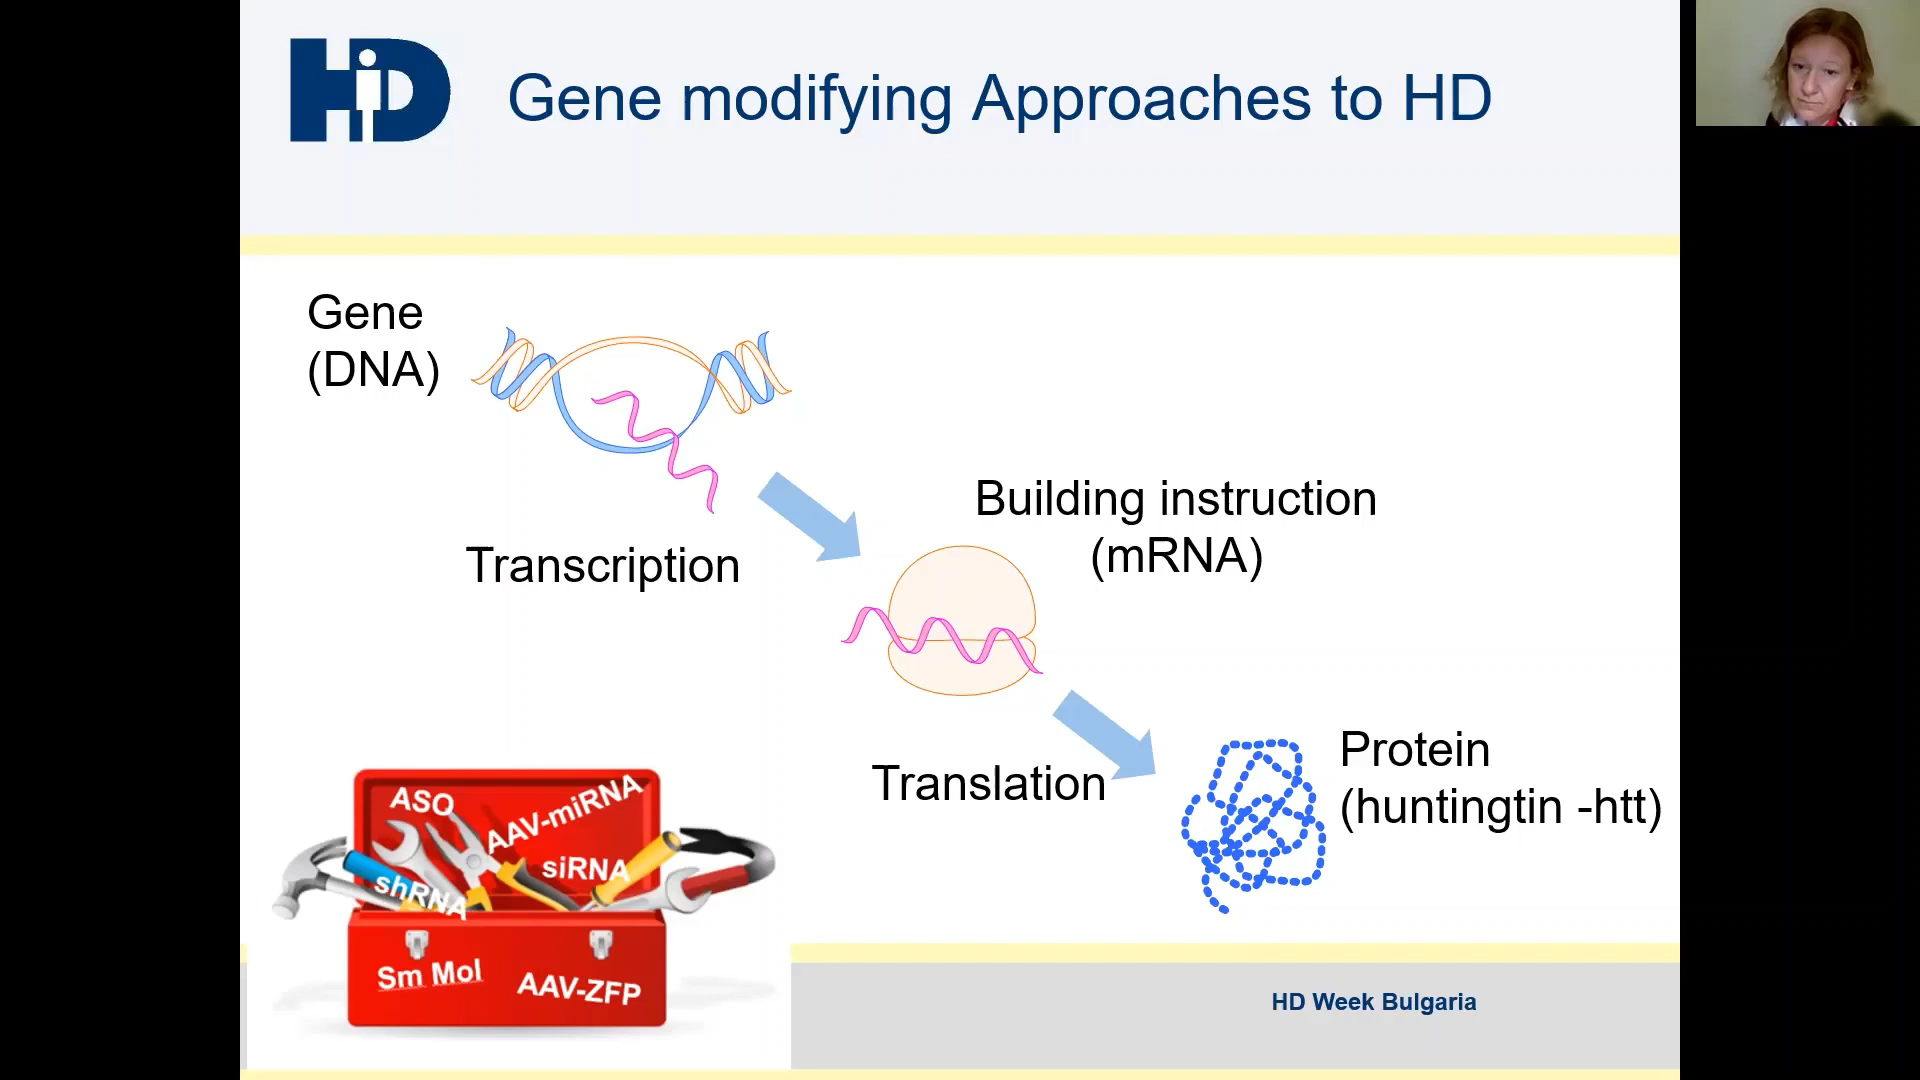 HD
Gene modifying Approaches to HD
Gene
(DNA)
Transcription
Building instruction
(mRNA)
Translation
Protein
(huntingtin -htt)
ASO
AAV-miRNA
siRNA
shRNA
Sm Mol
AAV-ZFP
HD Week Bulgaria